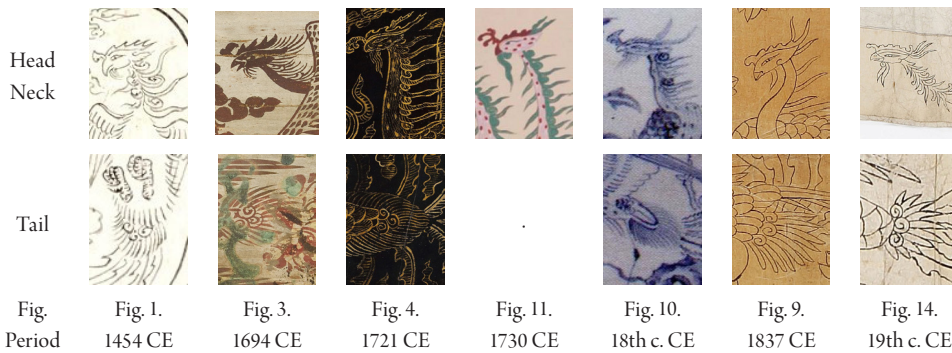 Head
Neck
Tail
.
Fig. Fig. 1. Fig. 3. Fig. 4. Fig. 11. Fig. 10. Fig. 9. Fig. 14.
Period 1454 CE 1694 CE 1721 CE 1730 CE 18th c. CE 1837 CE 19th c. CE